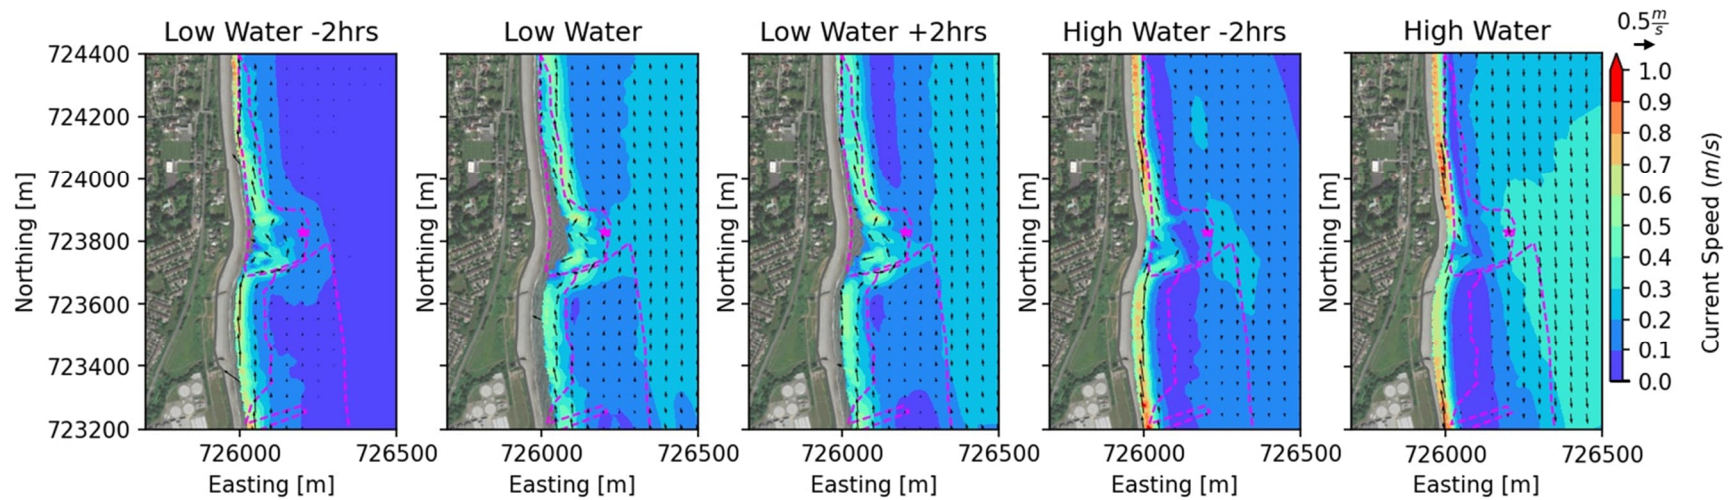 Low Water -2hrs
Low Water
Low Water +2hrs
High Water -2hrs
High Water
0.5 m/s
724400
724200
724000
723800
723600
723400
723200
Northing [m]
Northing [m]
Northing [m]
Northing [m]
Northing [m]
1.0
0.9
0.8
0.7
0.6
0.5
0.4
0.3
0.2
0.1
0.0
Current Speed (m/s)
726000 726500
726000 726500
726000 726500
726000 726500
726000 726500
Easting [m]
Easting [m]
Easting [m]
Easting [m]
Easting [m]